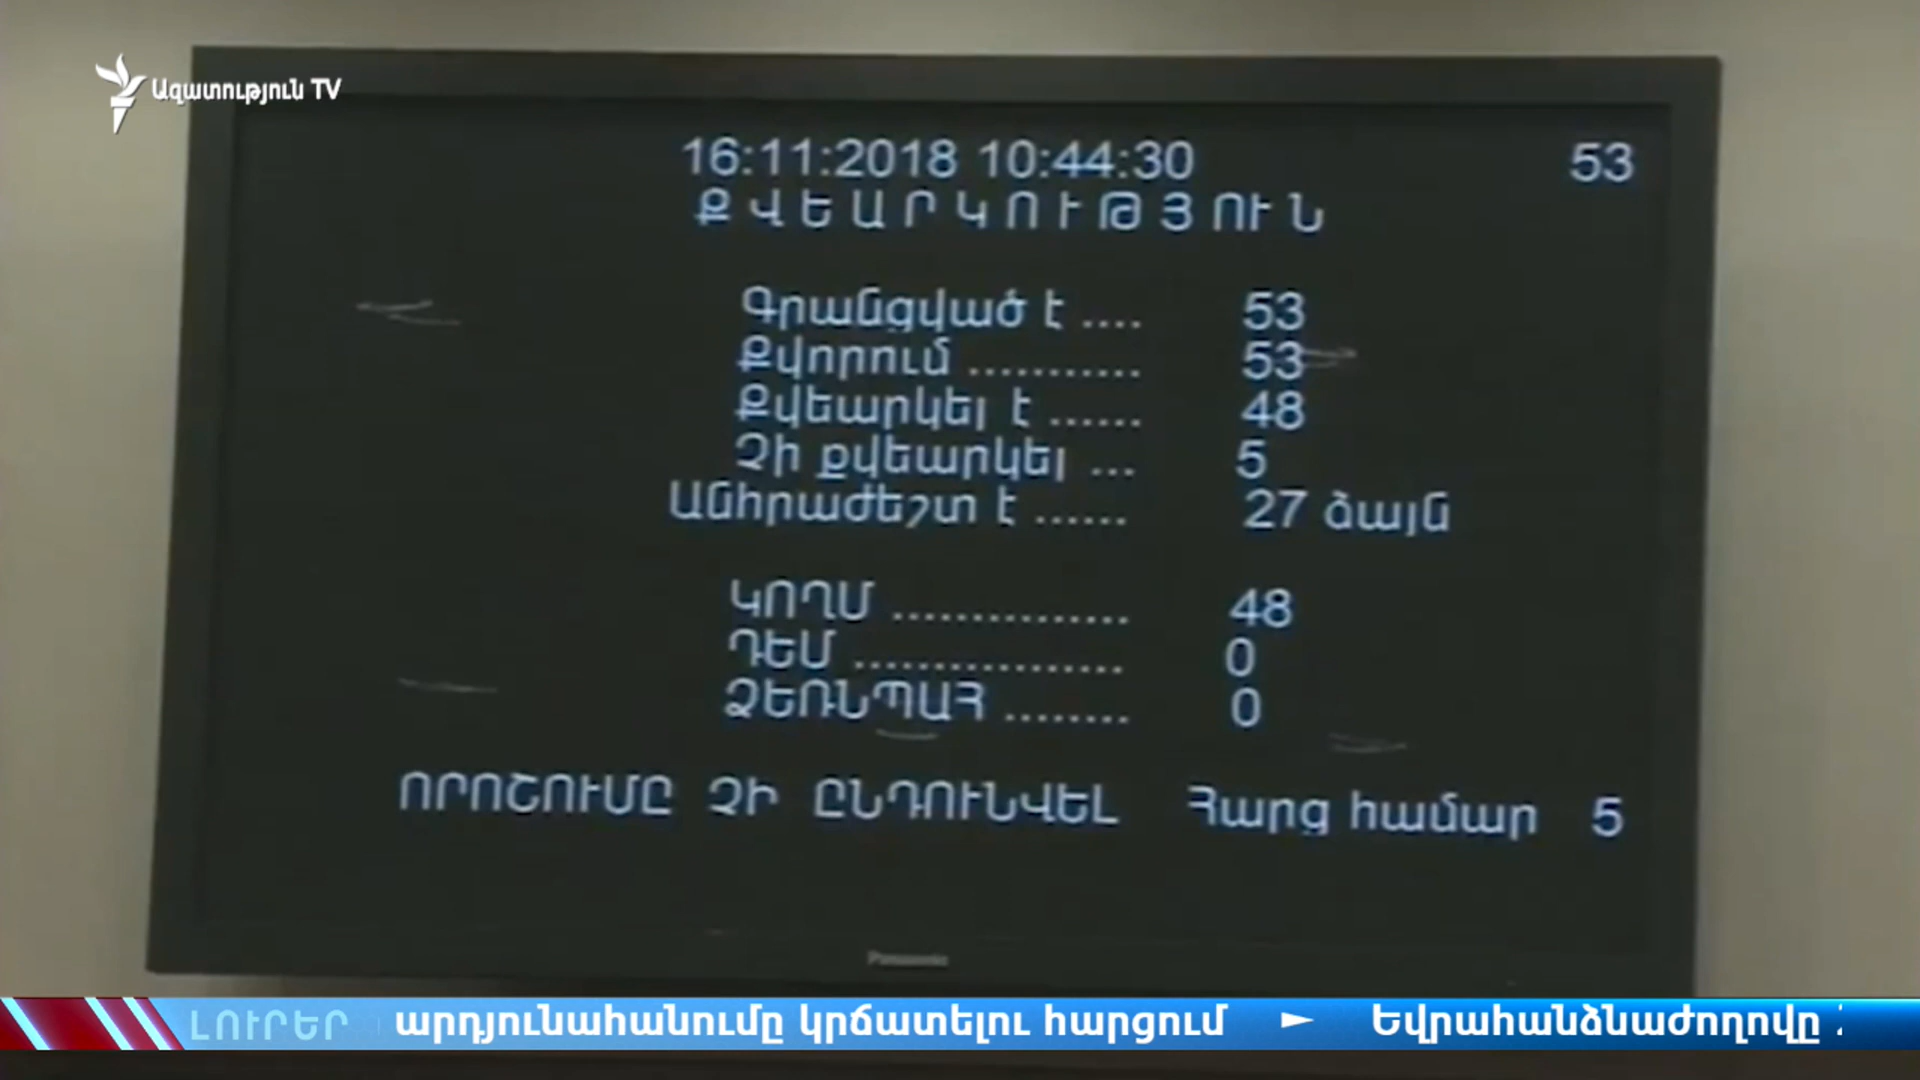 Ազատություն TV
16:11:2018 10:44:30 53
ՔՎԵԱՐԿՈՒԹՅՈՒՆ
Գրանցված է .... 53
Քվորում ........... 53
Քվեարկել է ...... 48
Չի քվեարկել ... 5
Անհրաժեշտ է ...... 27 ձայն
ԿՈՂՄ ............... 48
ԴԵՄ ................. 0
ՁԵՌՆՊԱՀ ........ 0
ՈՐՈՇՈՒՄԸ ՉԻ ԸՆԴՈՒՆՎԵԼ Հարց համար 5
Panasonic
ԼՈՒՐԵՐ արդյունահանումը կրճատելու հարցում ► Եվրահանձնաժողովը